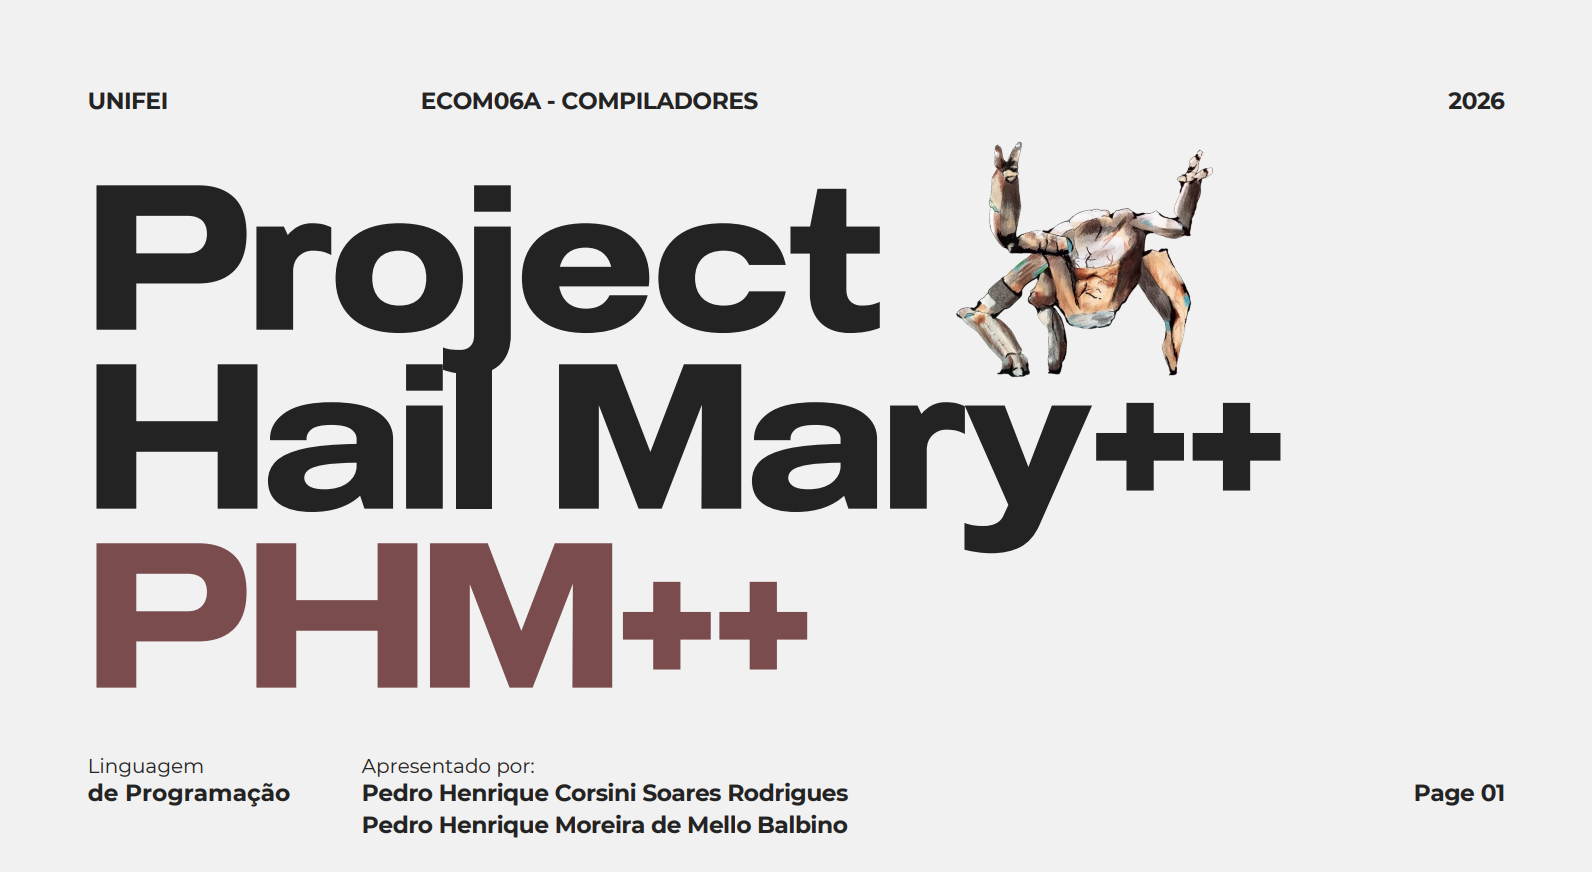 UNIFEI
ECOM06A - COMPILADORES
2026
Project
Hail Mary++
PHM++
Linguagem
de Programação
Apresentado por:
Pedro Henrique Corsini Soares Rodrigues
Pedro Henrique Moreira de Mello Balbino
Page 01